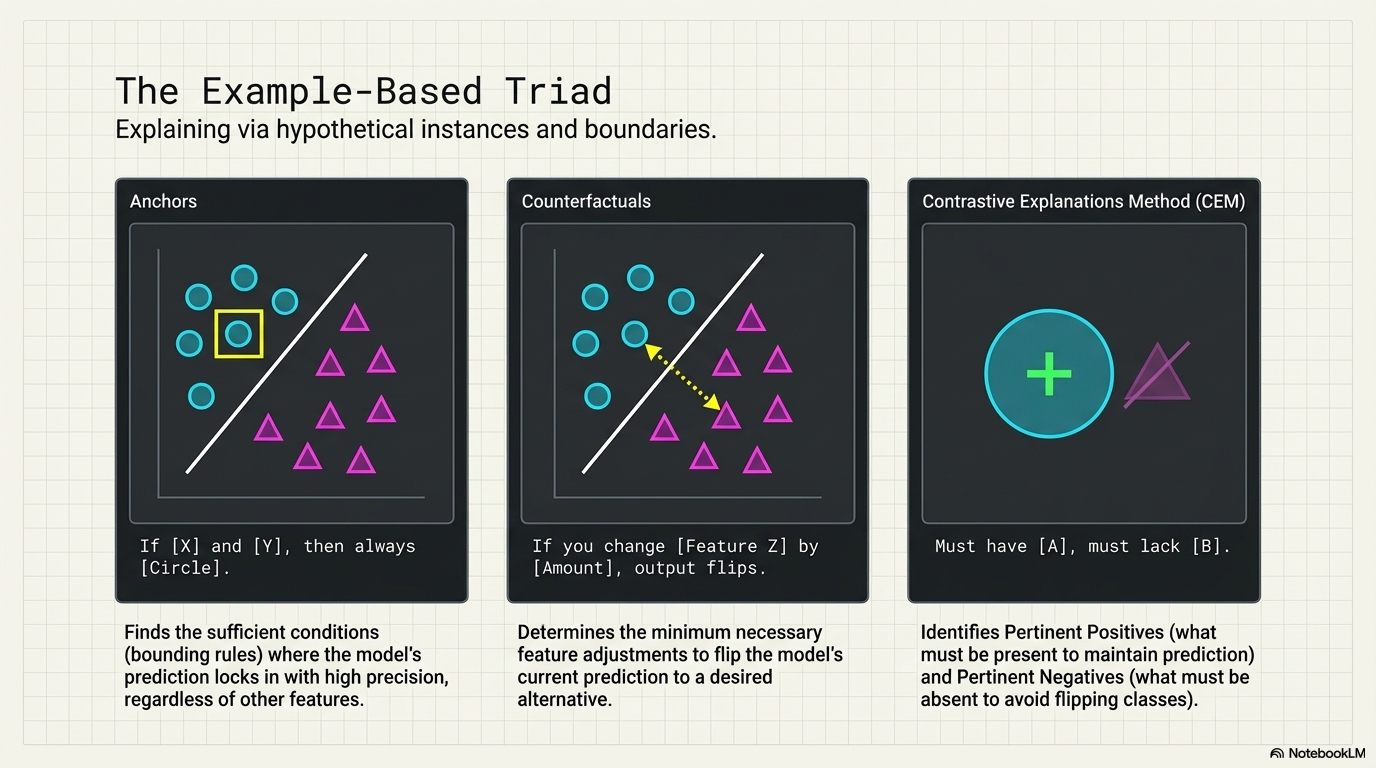 The Example-Based Triad
Explaining via hypothetical instances and boundaries.
Anchors
If [X] and [Y], then always
[Circle].
Finds the sufficient conditions
(bounding rules) where the model's
prediction locks in with high precision,
regardless of other features.
Counterfactuals
If you change [Feature Z] by
[Amount], output flips.
Determines the minimum necessary
feature adjustments to flip the model's
current prediction to a desired
alternative.
Contrastive Explanations Method (CEM)
Must have [A], must lack [B].
Identifies Pertinent Positives (what
must be present to maintain prediction)
and Pertinent Negatives (what must be
absent to avoid flipping classes).
NotebookLM